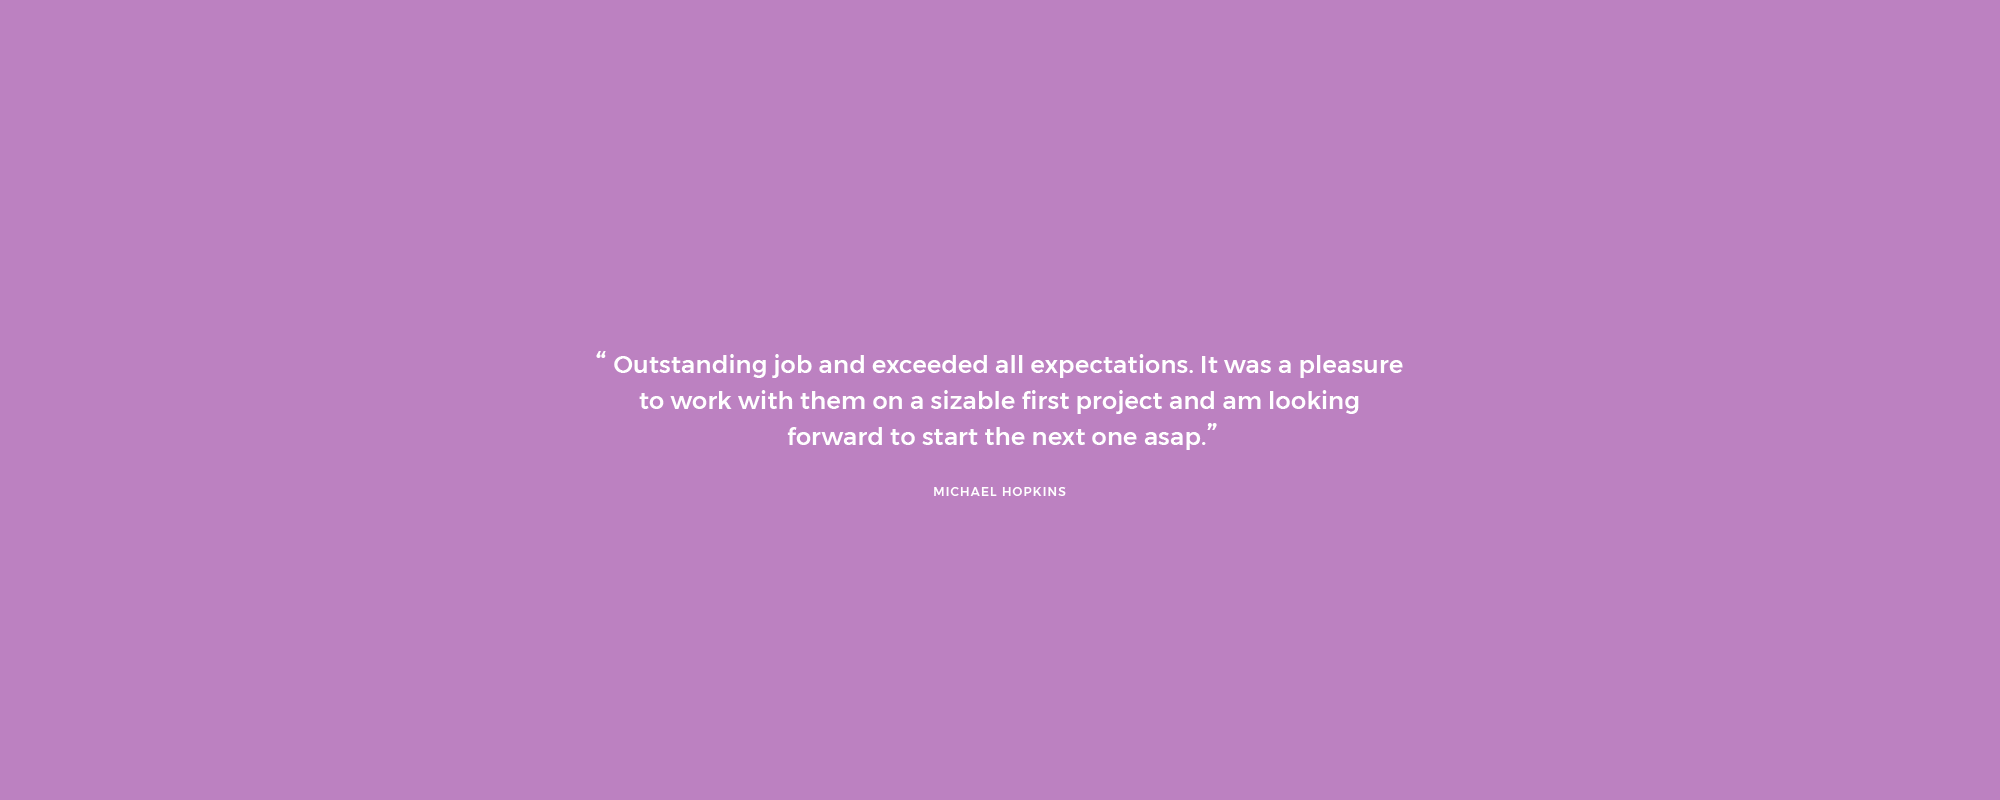 “ Outstanding job and exceeded all expectations. It was a pleasure
to work with them on a sizable first project and am looking
forward to start the next one asap.”
MICHAEL HOPKINS